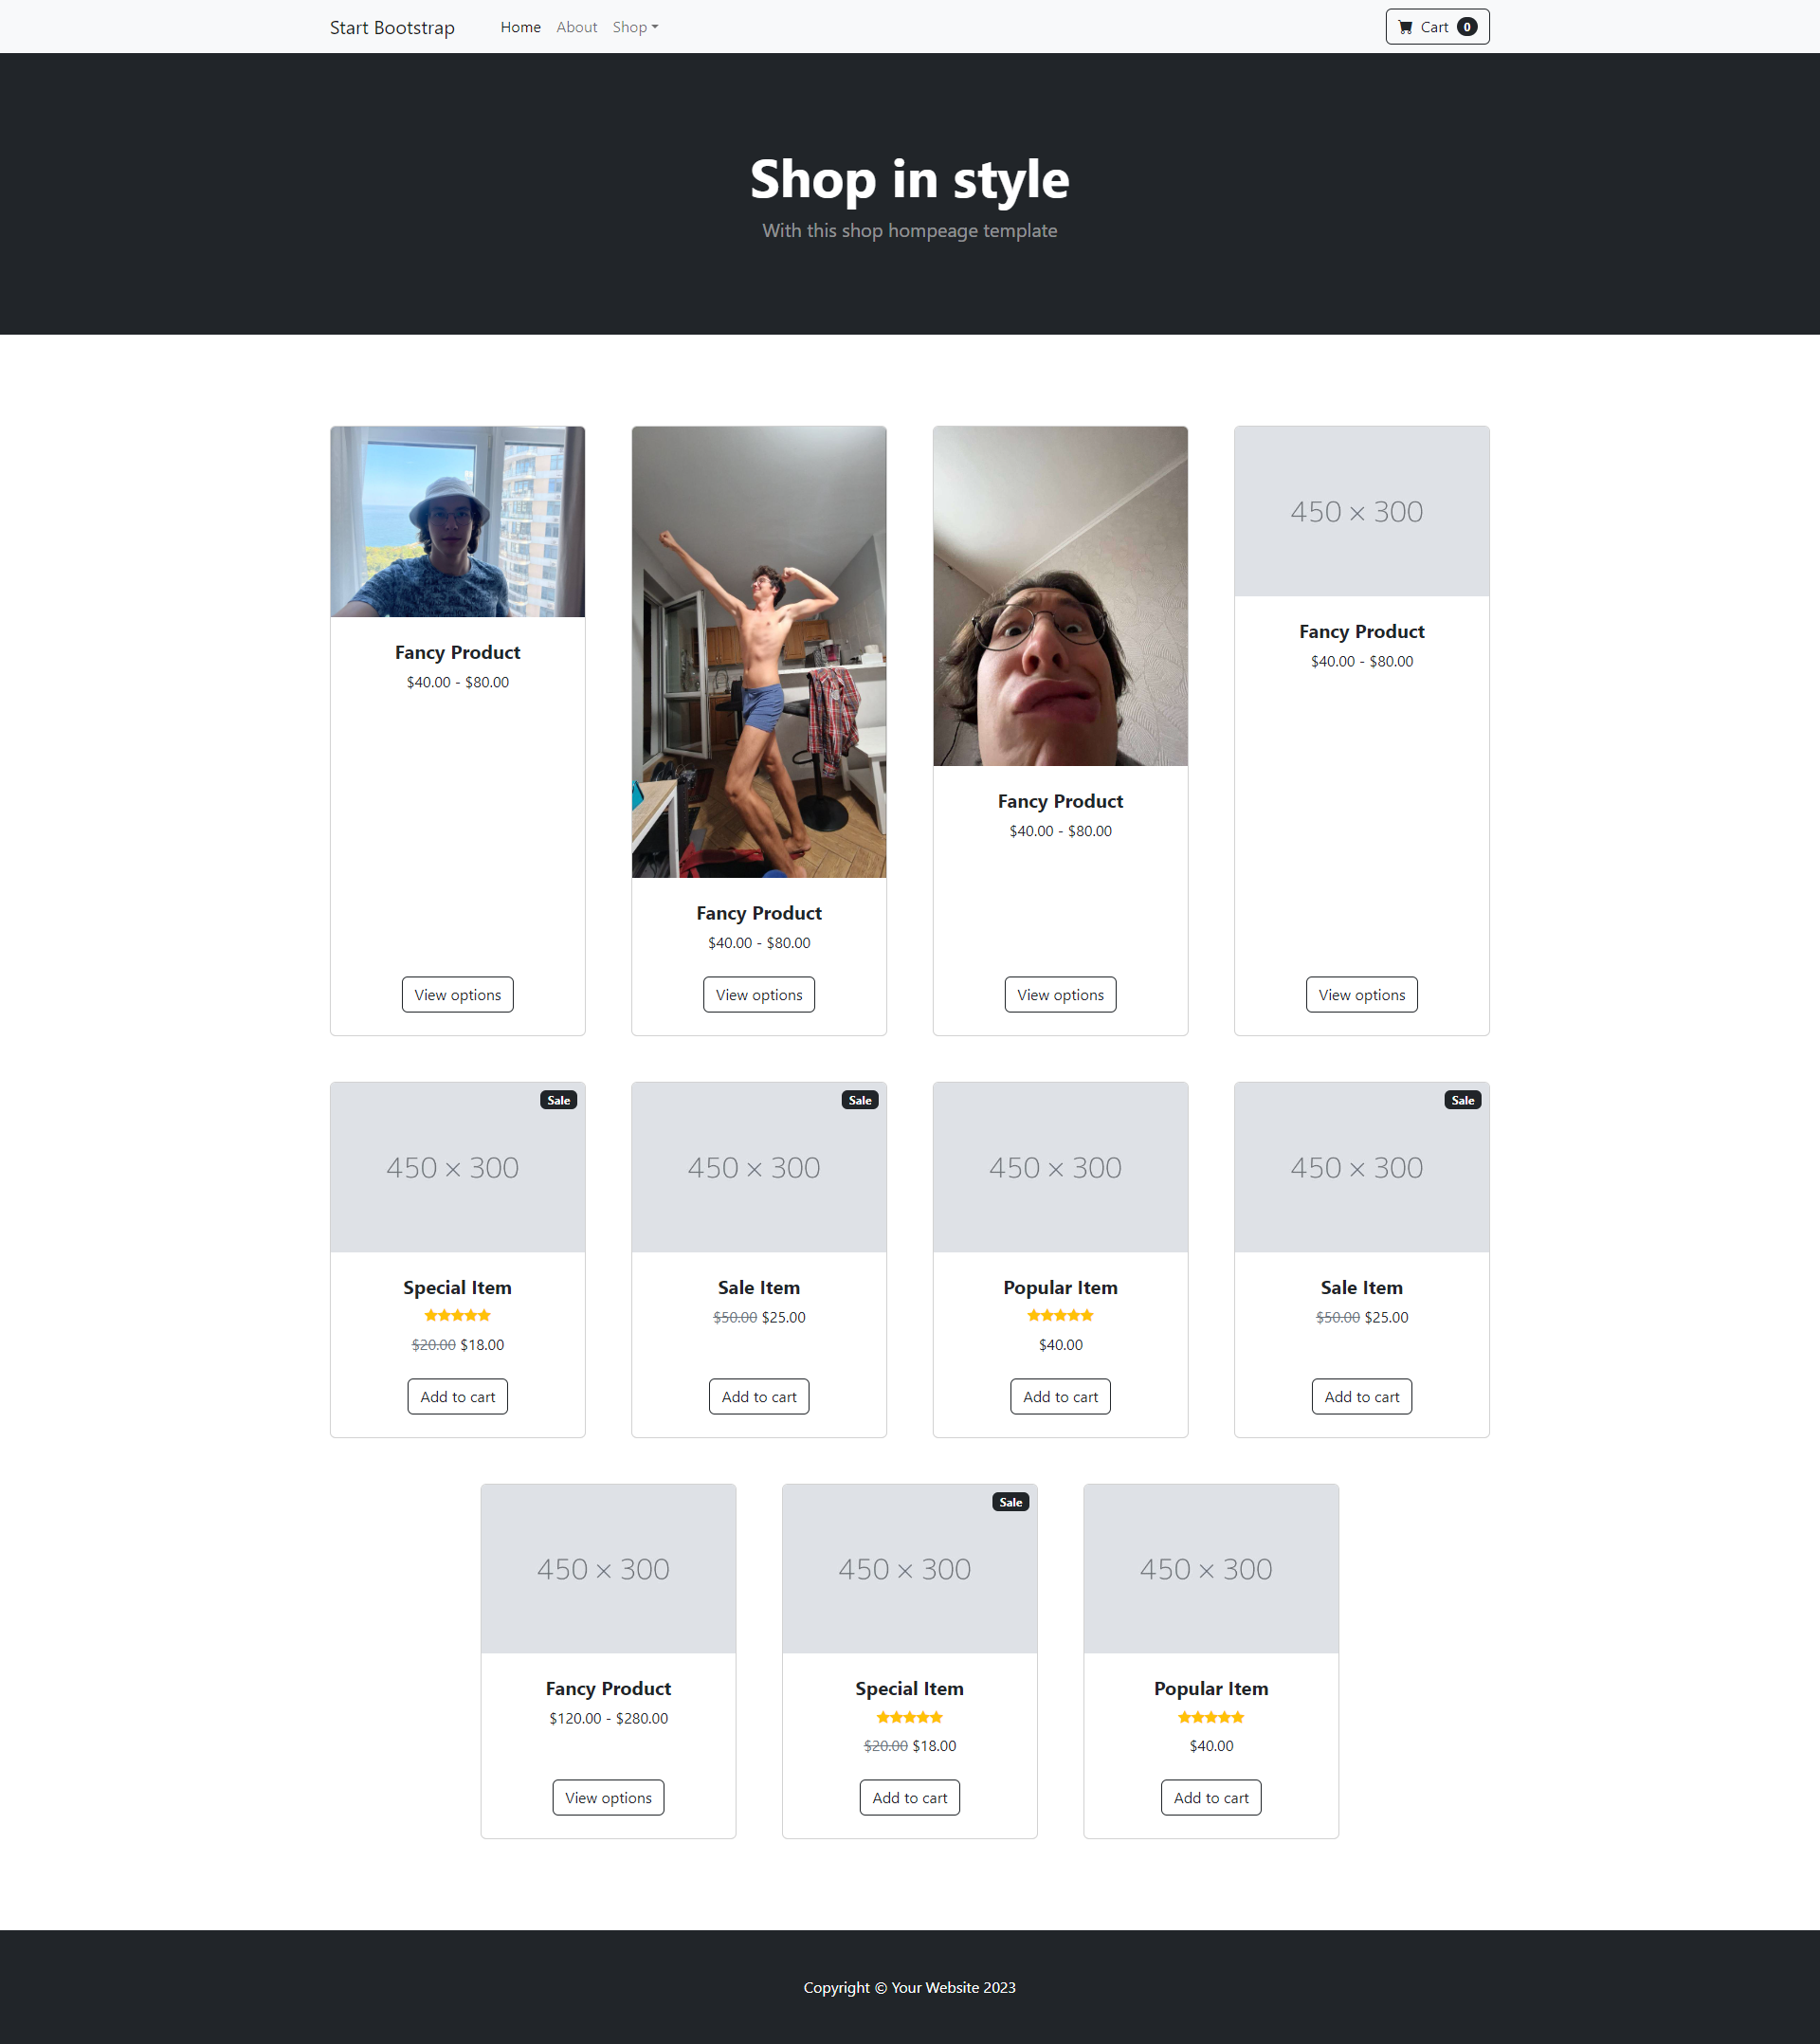 Start Bootstrap Home About Shop Cart 0
Shop in style
With this shop hompeage template
450 × 300
Fancy Product
$40.00 - $80.00
View options
Fancy Product
$40.00 - $80.00
View options
Fancy Product
$40.00 - $80.00
View options
Fancy Product
$40.00 - $80.00
View options
Sale
450 × 300
Special Item
$20.00 $18.00
Add to cart
Sale
450 × 300
Sale Item
$50.00 $25.00
Add to cart
450 × 300
Popular Item
$40.00
Add to cart
Sale
450 × 300
Sale Item
$50.00 $25.00
Add to cart
450 × 300
Fancy Product
$120.00 - $280.00
View options
Sale
450 × 300
Special Item
$20.00 $18.00
Add to cart
450 × 300
Popular Item
$40.00
Add to cart
Copyright © Your Website 2023